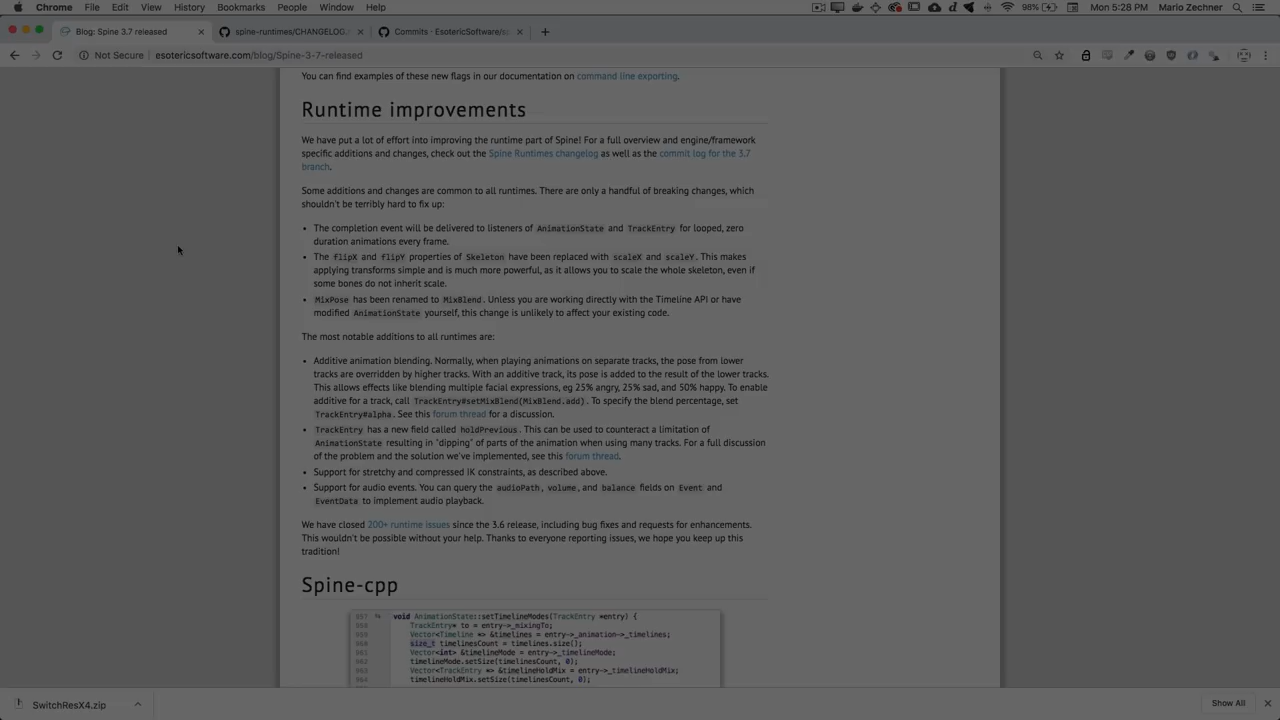 Chrome File Edit View History Bookmarks People Window Help 98% Mon 5:28 PM Mario Zechner
Blog: Spine 3.7 released
spine-runtimes/CHANGELOG.
Commits · EsotericSoftware/s
Not Secure esotericsoftware.com/blog/Spine-3-7-released
You can find examples of these new flags in our documentation on command line exporting.
Runtime improvements
We have put a lot of effort into improving the runtime part of Spine! For a full overview and engine/framework
specific additions and changes, check out the Spine Runtimes changelog as well as the commit log for the 3.7
branch.
Some additions and changes are common to all runtimes. There are only a handful of breaking changes, which
shouldn't be terribly hard to fix up:
• The completion event will be delivered to listeners of AnimationState and TrackEntry for looped, zero
duration animations every frame.
• The flipX and flipY properties of Skeleton have been replaced with scaleX and scaleY. This makes
applying transforms simple and is much more powerful, as it allows you to scale the whole skeleton, even if
some bones do not inherit scale.
• MixPose has been renamed to MixBlend. Unless you are working directly with the Timeline API or have
modified AnimationState yourself, this change is unlikely to affect your existing code.
The most notable additions to all runtimes are:
• Additive animation blending. Normally, when playing animations on separate tracks, the pose from lower
tracks are overridden by higher tracks. With an additive track, its pose is added to the result of the lower tracks.
This allows effects like blending multiple facial expressions, eg 25% angry, 25% sad, and 50% happy. To enable
additive for a track, call TrackEntry#setMixBlend(MixBlend.add). To specify the blend percentage, set
TrackEntry#alpha. See this forum thread for a discussion.
• TrackEntry has a new field called holdPrevious. This can be used to counteract a limitation of
AnimationState resulting in "dipping" of parts of the animation when using many tracks. For a full discussion
of the problem and the solution we've implemented, see this forum thread.
• Support for stretchy and compressed IK constraints, as described above.
• Support for audio events. You can query the audioPath, volume, and balance fields on Event and
EventData to implement audio playback.
We have closed 200+ runtime issues since the 3.6 release, including bug fixes and requests for enhancements.
This wouldn't be possible without your help. Thanks to everyone reporting issues, we hope you keep up this
tradition!
Spine-cpp
957 void AnimationState::setTimelineModes(TrackEntry *entry) {
TrackEntry* to = entry->_mixingTo;
Vector<Timeline *> &timelines = entry->_animation->_timelines;
size_t timelinesCount = timelines.size();
Vector<int> &timelineMode = entry->_timelineMode;
timelineMode.setSize(timelinesCount, 0);
Vector<TrackEntry *> &timelineHoldMix = entry->_timelineHoldMix;
timelineHoldMix.setSize(timelinesCount, 0);
SwitchResX4.zip
Show All